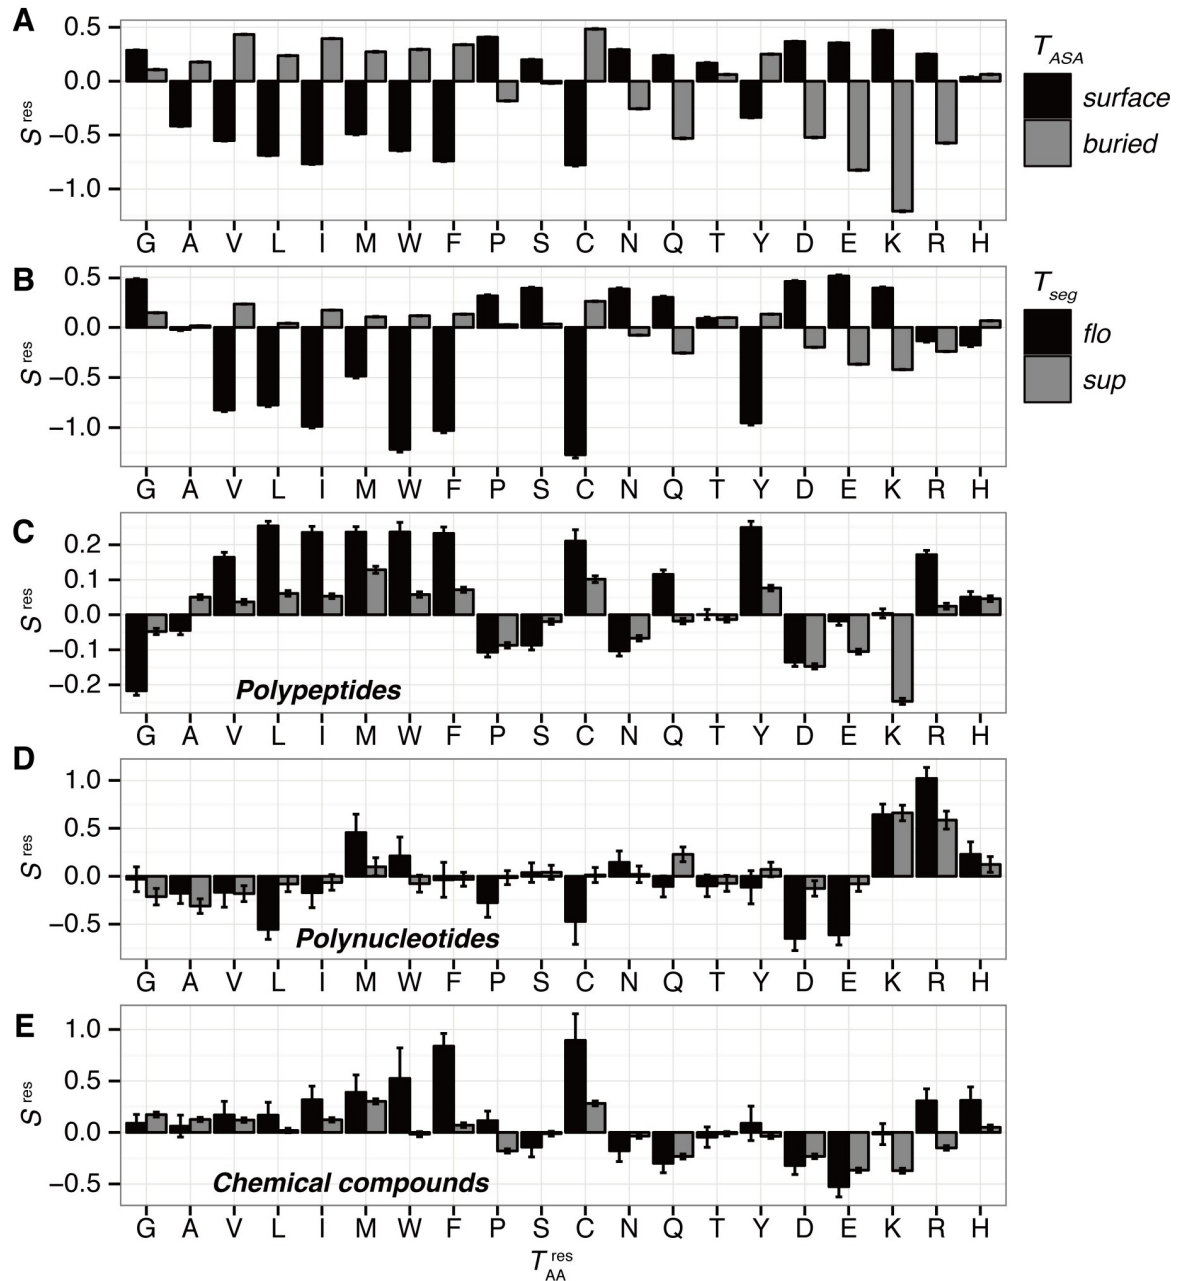 A
0.5
0.0
−0.5
−1.0
S res
G A V L I M W F P S C N Q T Y D E K R H
T ASA
surface
buried
B
0.5
0.0
−0.5
−1.0
S res
G A V L I M W F P S C N Q T Y D E K R H
T seg
flo
sup
C
0.2
0.1
0.0
−0.1
−0.2
S res
Polypeptides
G A V L I M W F P S C N Q T Y D E K R H
D
1.0
0.5
0.0
−0.5
S res
Polynucleotides
G A V L I M W F P S C N Q T Y D E K R H
E
1.0
0.5
0.0
−0.5
S res
Chemical compounds
G A V L I M W F P S C N Q T Y D E K R H
T res AA